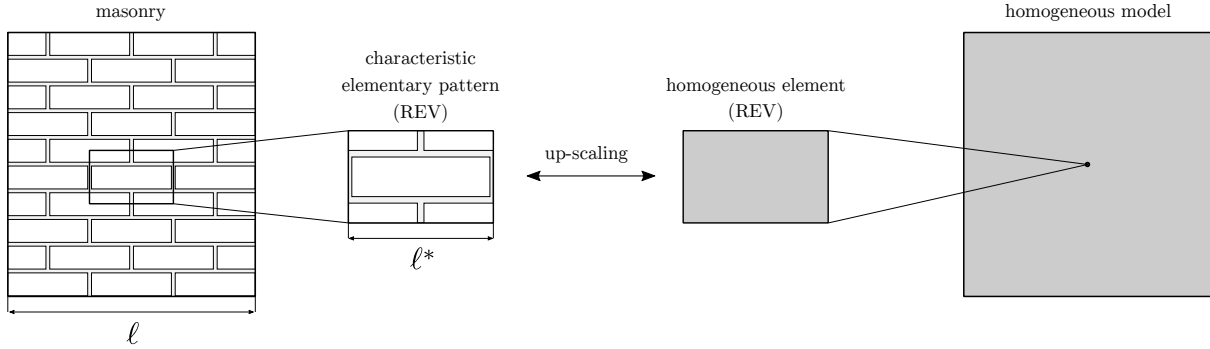 masonry
homogeneous model
characteristic
elementary pattern
(REV)
homogeneous element
(REV)
up-scaling
ℓ*
ℓ